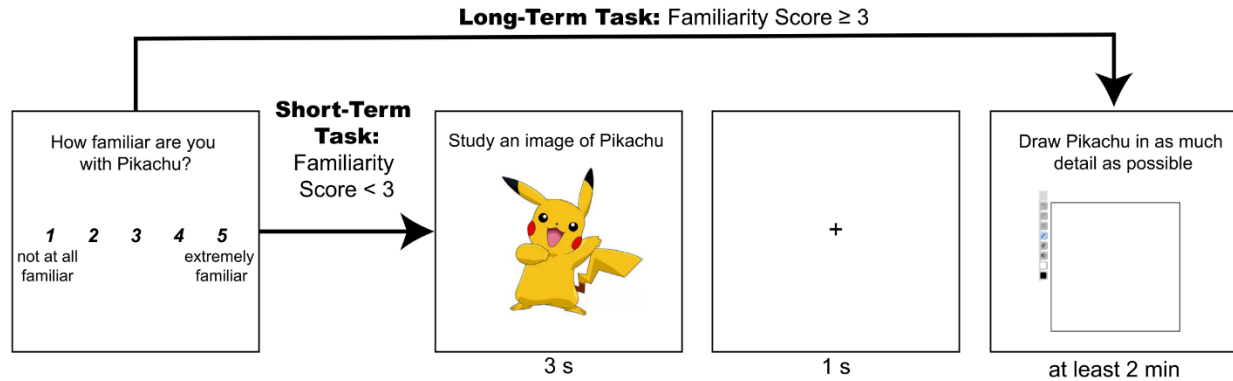 Long-Term Task: Familiarity Score ≥ 3
How familiar are you
with Pikachu?
1 2 3 4 5
not at all extremely
familiar familiar
Short-Term
Task:
Familiarity
Score < 3
Study an image of Pikachu
3 s
+
1 s
Draw Pikachu in as much
detail as possible
at least 2 min